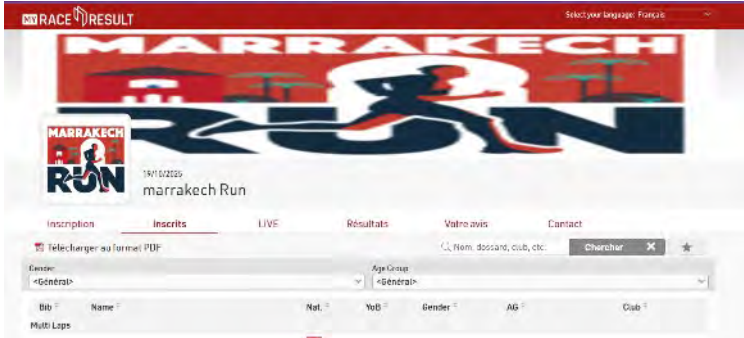 MY RACE RESULT
Select your language: Français
MARRAKECH
RUN
MARRAKECH
RUN
19/10/2025
marrakech Run
Inscription Inscrits LIVE Résultats Votre avis Contact
Télécharger au format PDF Nom, dossard, club, etc. Chercher X
Gender Age Group
<Général> <Général>
Bib Name Nat. YoB Gender AG Club
Multi Laps